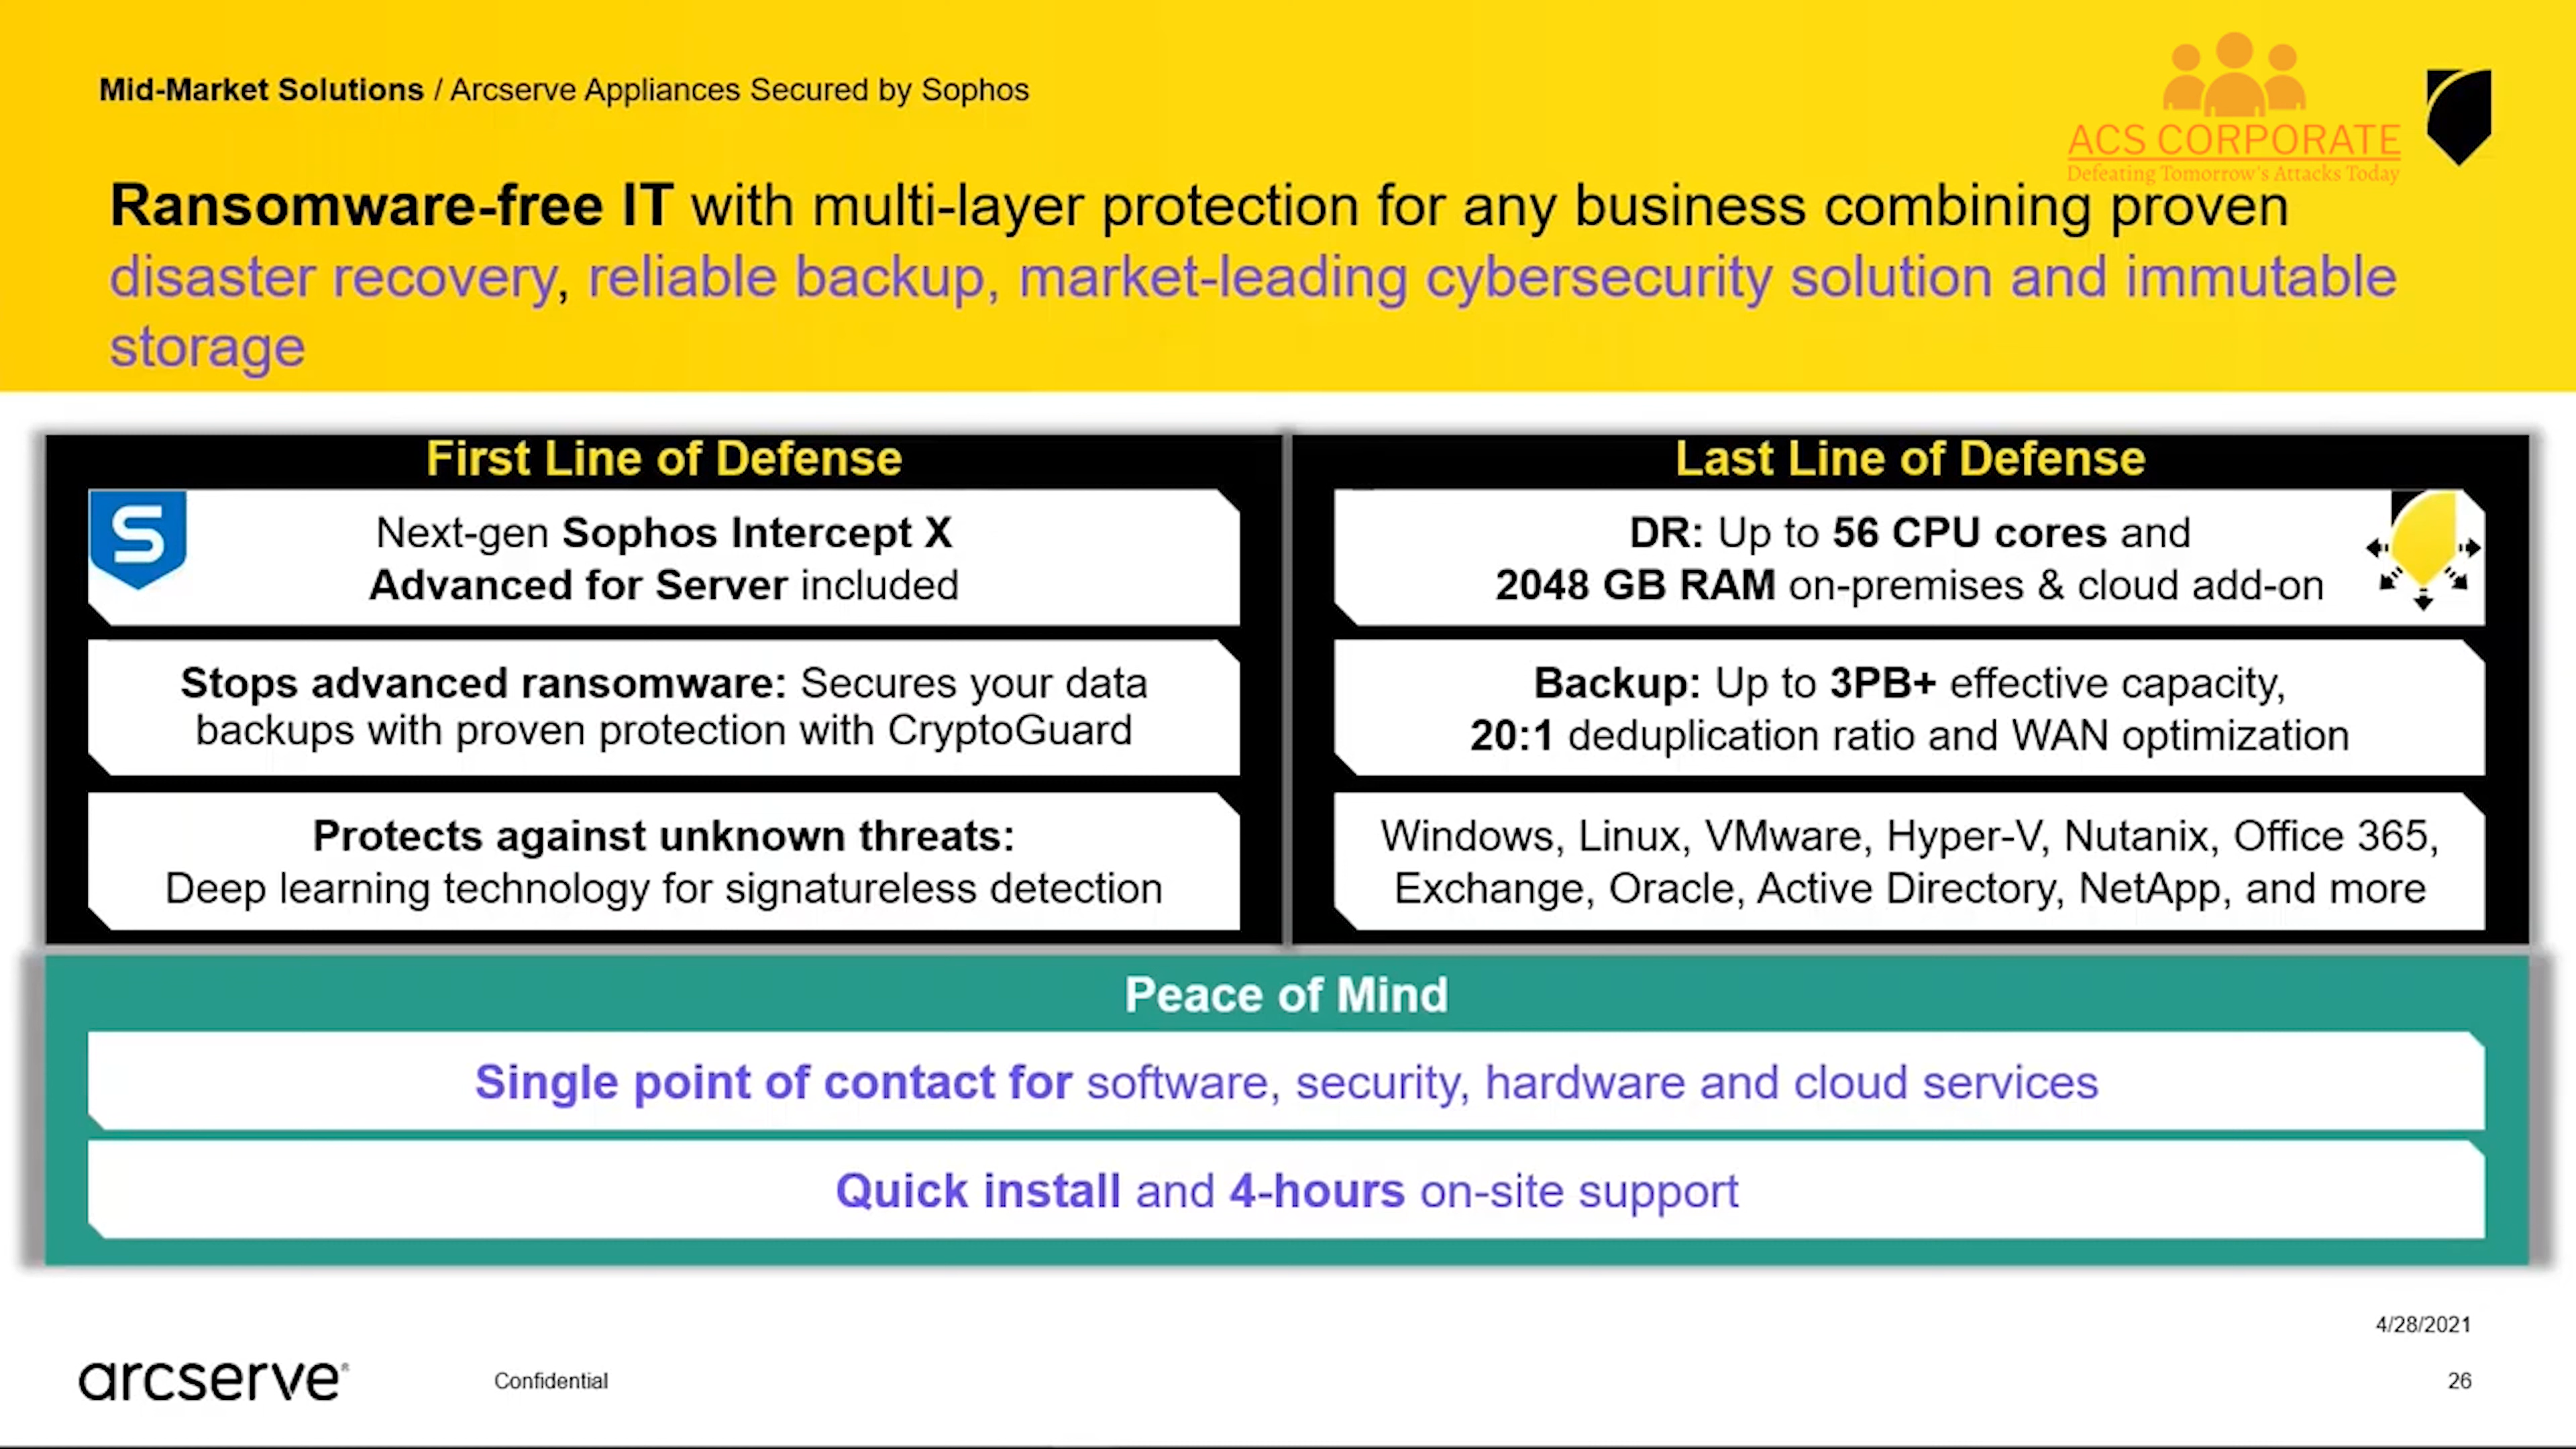 Mid-Market Solutions / Arcserve Appliances Secured by Sophos
ACS CORPORATE
Defeating Tomorrow's Attacks Today
Ransomware-free IT with multi-layer protection for any business combining proven
disaster recovery, reliable backup, market-leading cybersecurity solution and immutable
storage
First Line of Defense
S
Next-gen Sophos Intercept X
Advanced for Server included
Stops advanced ransomware: Secures your data
backups with proven protection with CryptoGuard
Protects against unknown threats:
Deep learning technology for signatureless detection
Last Line of Defense
DR: Up to 56 CPU cores and
2048 GB RAM on-premises & cloud add-on
Backup: Up to 3PB+ effective capacity,
20:1 deduplication ratio and WAN optimization
Windows, Linux, VMware, Hyper-V, Nutanix, Office 365,
Exchange, Oracle, Active Directory, NetApp, and more
Peace of Mind
Single point of contact for software, security, hardware and cloud services
Quick install and 4-hours on-site support
4/28/2021
arcserve®
Confidential
26